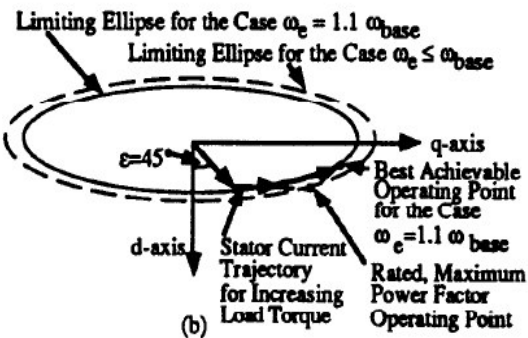 Limiting Ellipse for the Case ωe = 1.1 ωbase
Limiting Ellipse for the Case ωe ≤ ωbase
q-axis
ε=45°
Best Achievable
Operating Point
for the Case
ωe=1.1 ωbase
d-axis
Stator Current
Trajectory
for Increasing
Load Torque
Rated, Maximum
Power Factor
Operating Point
(b)